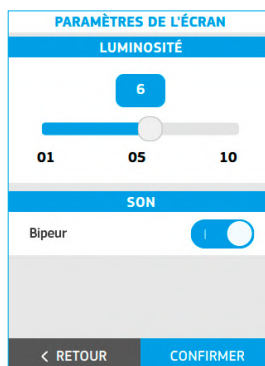 PARAMÈTRES DE L'ÉCRAN
LUMINOSITÉ
6
01 05 10
SON
Bipeur
< RETOUR CONFIRMER